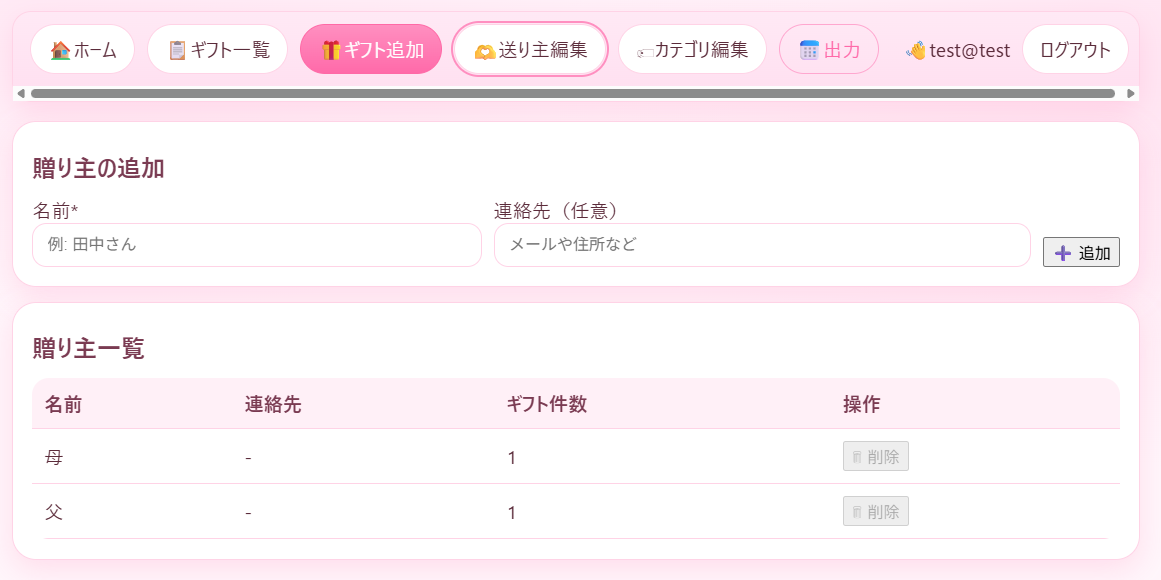 🏠ホーム 📋ギフト一覧 🎁ギフト追加 🫶送り主編集 🏷️カテゴリ編集 🗓️出力 👋test@test ログアウト
贈り主の追加
名前* 連絡先（任意）
例: 田中さん メールや住所など ➕ 追加
贈り主一覧
名前 連絡先 ギフト件数 操作
母 - 1 🗑️ 削除
父 - 1 🗑️ 削除